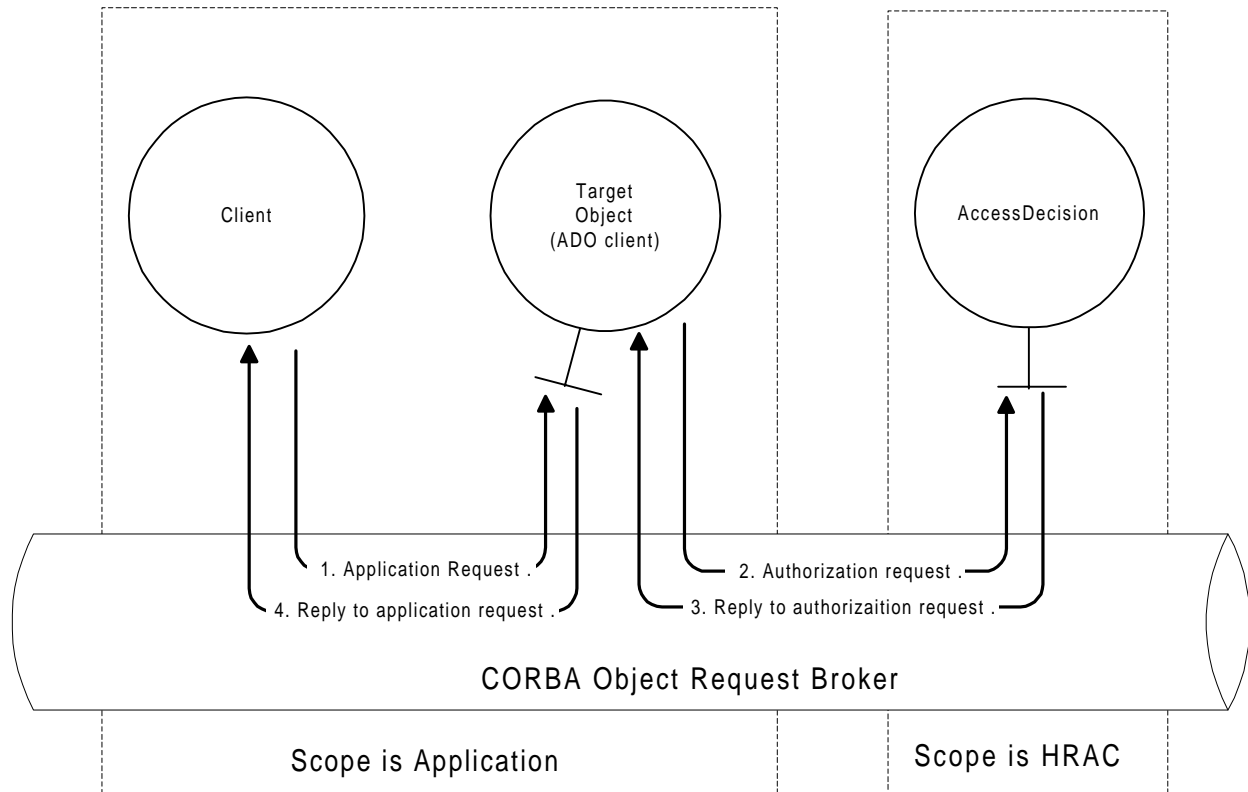 Client
Target
Object
(ADO client)
AccessDecision
1. Application Request .
2. Authorization request .
4. Reply to application request .
3. Reply to authorizaition request .
CORBA Object Request Broker
Scope is Application
Scope is HRAC